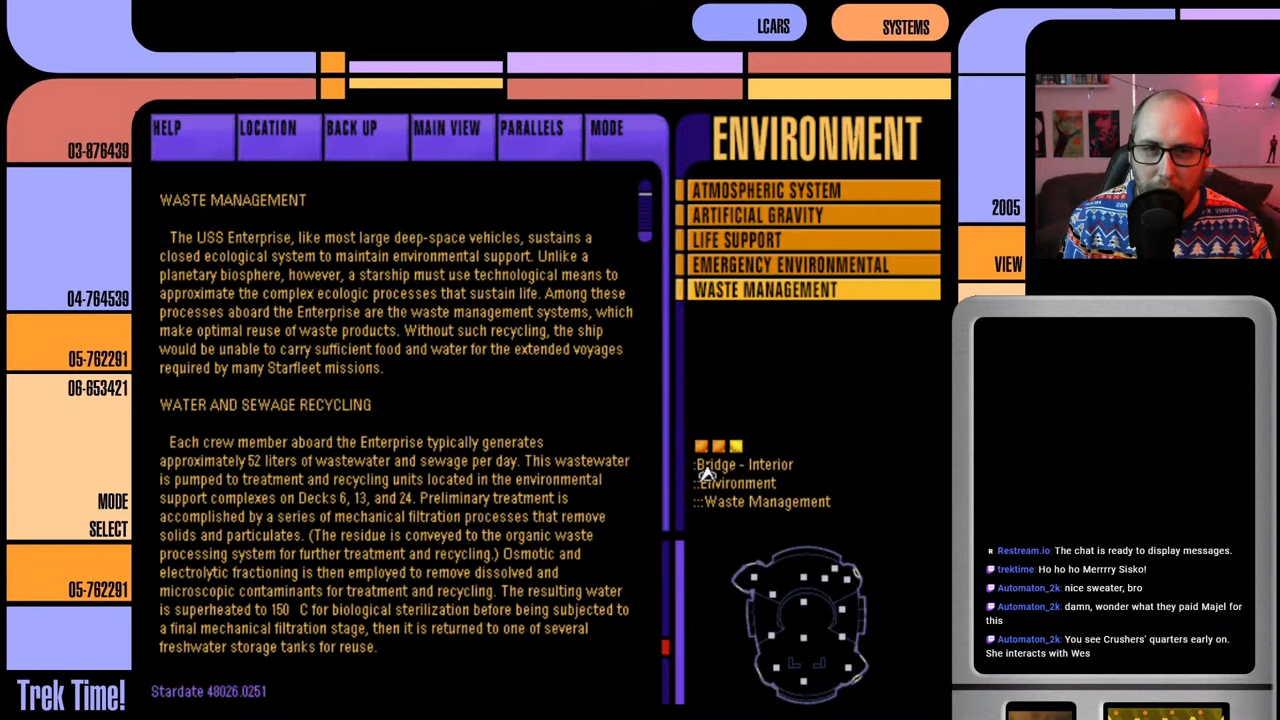 LCARS
SYSTEMS
03-876439
04-764539
05-762291
06-653421
MODE
SELECT
05-762291
Trek Time!
HELP
LOCATION
BACK UP
MAIN VIEW
PARALLELS
MODE
WASTE MANAGEMENT
The USS Enterprise, like most large deep-space vehicles, sustains a
closed ecological system to maintain environmental support. Unlike a
planetary biosphere, however, a starship must use technological means to
approximate the complex ecologic processes that sustain life. Among these
processes aboard the Enterprise are the waste management systems, which
make optimal reuse of waste products. Without such recycling, the ship
would be unable to carry sufficient food and water for the extended voyages
required by many Starfleet missions.
WATER AND SEWAGE RECYCLING
Each crew member aboard the Enterprise typically generates
approximately 52 liters of wastewater and sewage per day. This wastewater
is pumped to treatment and recycling units located in the environmental
support complexes on Decks 6, 13, and 24. Preliminary treatment is
accomplished by a series of mechanical filtration processes that remove
solids and particulates. (The residue is conveyed to the organic waste
processing system for further treatment and recycling.) Osmotic and
electrolytic fractioning is then employed to remove dissolved and
microscopic contaminants for treatment and recycling. The resulting water
is superheated to 150 C for biological sterilization before being subjected to
a final mechanical filtration stage, then it is returned to one of several
freshwater storage tanks for reuse.
Stardate 48026.0251
ENVIRONMENT
ATMOSPHERIC SYSTEM
ARTIFICIAL GRAVITY
LIFE SUPPORT
EMERGENCY ENVIRONMENTAL
WASTE MANAGEMENT
:Bridge - Interior
::Environment
:::Waste Management
2005
VIEW
Restream.io: The chat is ready to display messages.
trektime: Ho ho ho Merrrry Sisko!
Automaton_2k: nice sweater, bro
Automaton_2k: damn, wonder what they paid Majel for
this
Automaton_2k: You see Crushers' quarters early on.
She interacts with Wes